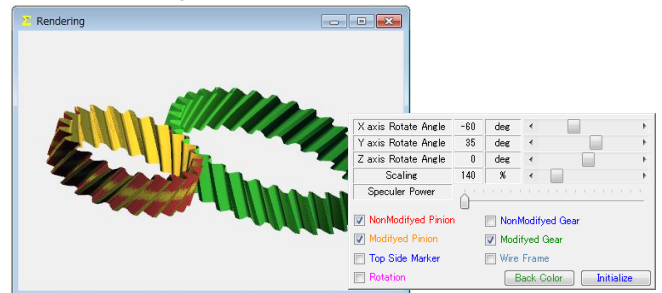 Σ Rendering
X axis Rotate Angle -60 deg
Y axis Rotate Angle 35 deg
Z axis Rotate Angle 0 deg
Scaling 140 %
Speculer Power
NonModifyed Pinion NonModifyed Gear
Modifyed Pinion Modifyed Gear
Top Side Marker Wire Frame
Rotation Back Color Initialize